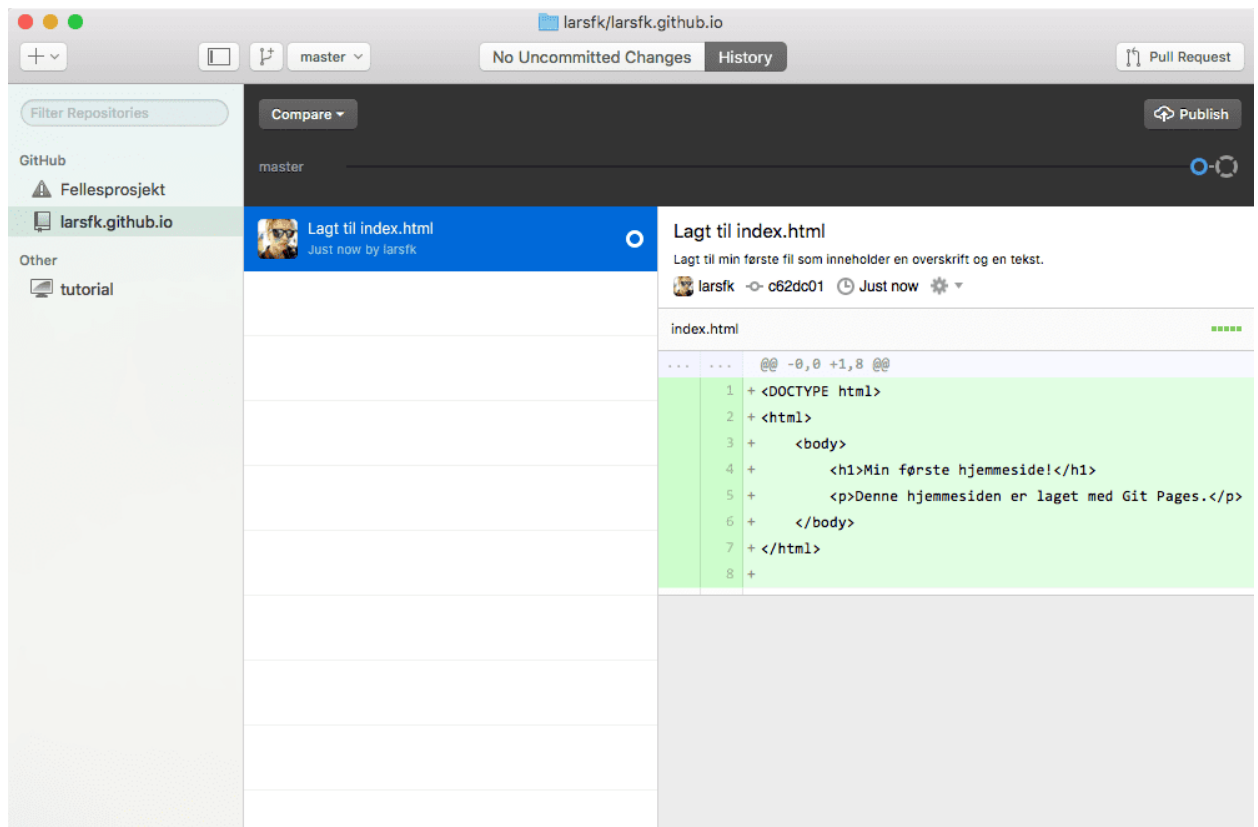 larsfk/larsfk.github.io
master
No Uncommitted Changes
History
Pull Request
Filter Repositories
GitHub
Fellesprosjekt
larsfk.github.io
Other
tutorial
Compare
Publish
master
Lagt til index.html
Just now by larsfk
Lagt til index.html
Lagt til min første fil som inneholder en overskrift og en tekst.
larsfk c62dc01 Just now
index.html
... ... @@ -0,0 +1,8 @@
1 + <DOCTYPE html>
2 + <html>
3 +     <body>
4 +         <h1>Min første hjemmeside!</h1>
5 +         <p>Denne hjemmesiden er laget med Git Pages.</p>
6 +     </body>
7 + </html>
8 +